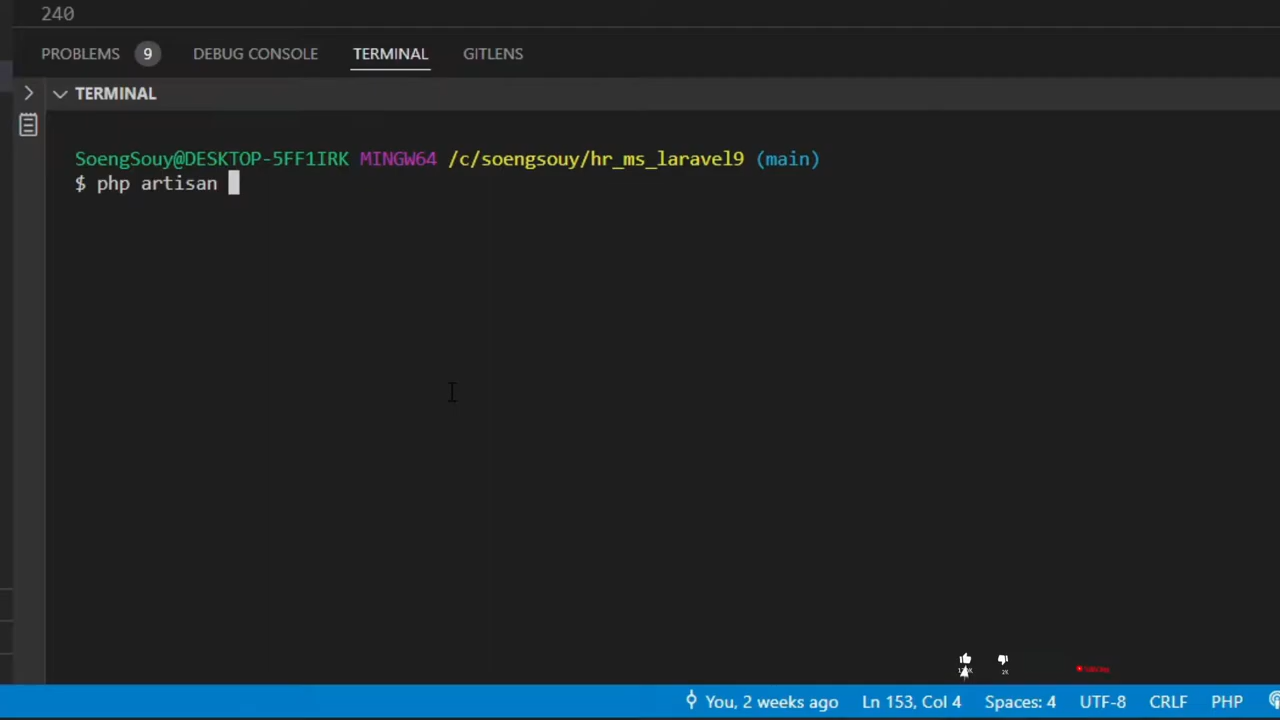 240
PROBLEMS 9 DEBUG CONSOLE TERMINAL GITLENS
TERMINAL
SoengSouy@DESKTOP-5FF1IRK MINGW64 /c/soengsouy/hr_ms_laravel9 (main)
$ php artisan
You, 2 weeks ago Ln 153, Col 4 Spaces: 4 UTF-8 CRLF PHP